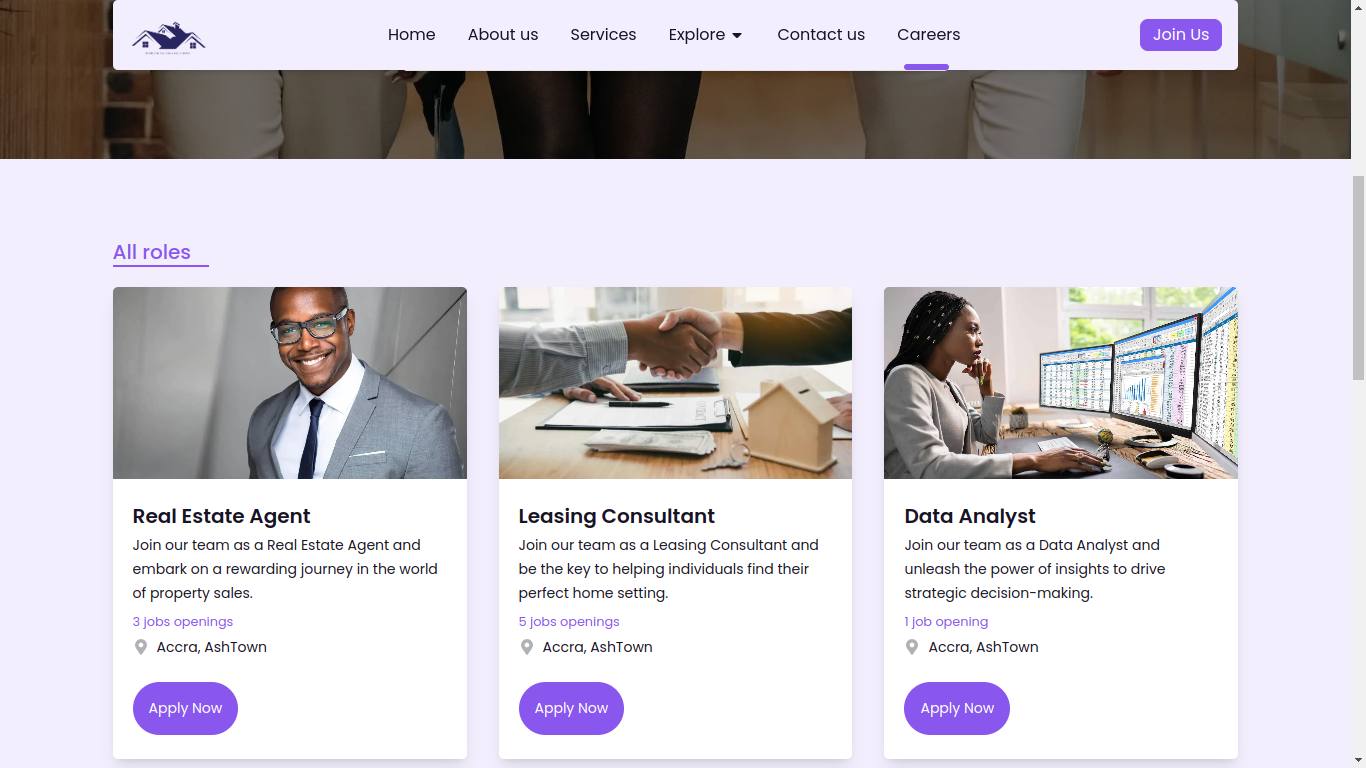 Home About us Services Explore Contact us Careers Join Us
All roles
Real Estate Agent
Join our team as a Real Estate Agent and
embark on a rewarding journey in the world
of property sales.
3 jobs openings
Accra, AshTown
Apply Now
Leasing Consultant
Join our team as a Leasing Consultant and
be the key to helping individuals find their
perfect home setting.
5 jobs openings
Accra, AshTown
Apply Now
Data Analyst
Join our team as a Data Analyst and
unleash the power of insights to drive
strategic decision-making.
1 job opening
Accra, AshTown
Apply Now